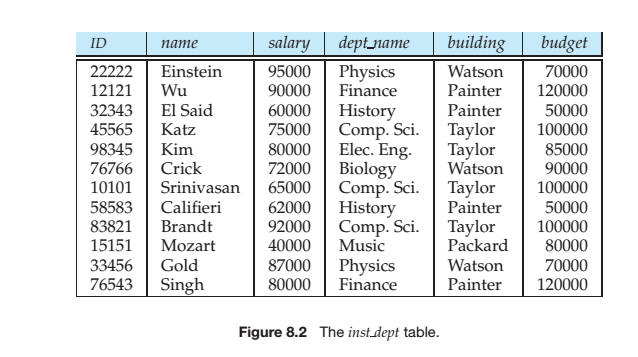 ID name salary dept_name building budget
22222 Einstein 95000 Physics Watson 70000
12121 Wu 90000 Finance Painter 120000
32343 El Said 60000 History Painter 50000
45565 Katz 75000 Comp. Sci. Taylor 100000
98345 Kim 80000 Elec. Eng. Taylor 85000
76766 Crick 72000 Biology Watson 90000
10101 Srinivasan 65000 Comp. Sci. Taylor 100000
58583 Califieri 62000 History Painter 50000
83821 Brandt 92000 Comp. Sci. Taylor 100000
15151 Mozart 40000 Music Packard 80000
33456 Gold 87000 Physics Watson 70000
76543 Singh 80000 Finance Painter 120000
Figure 8.2 The inst_dept table.